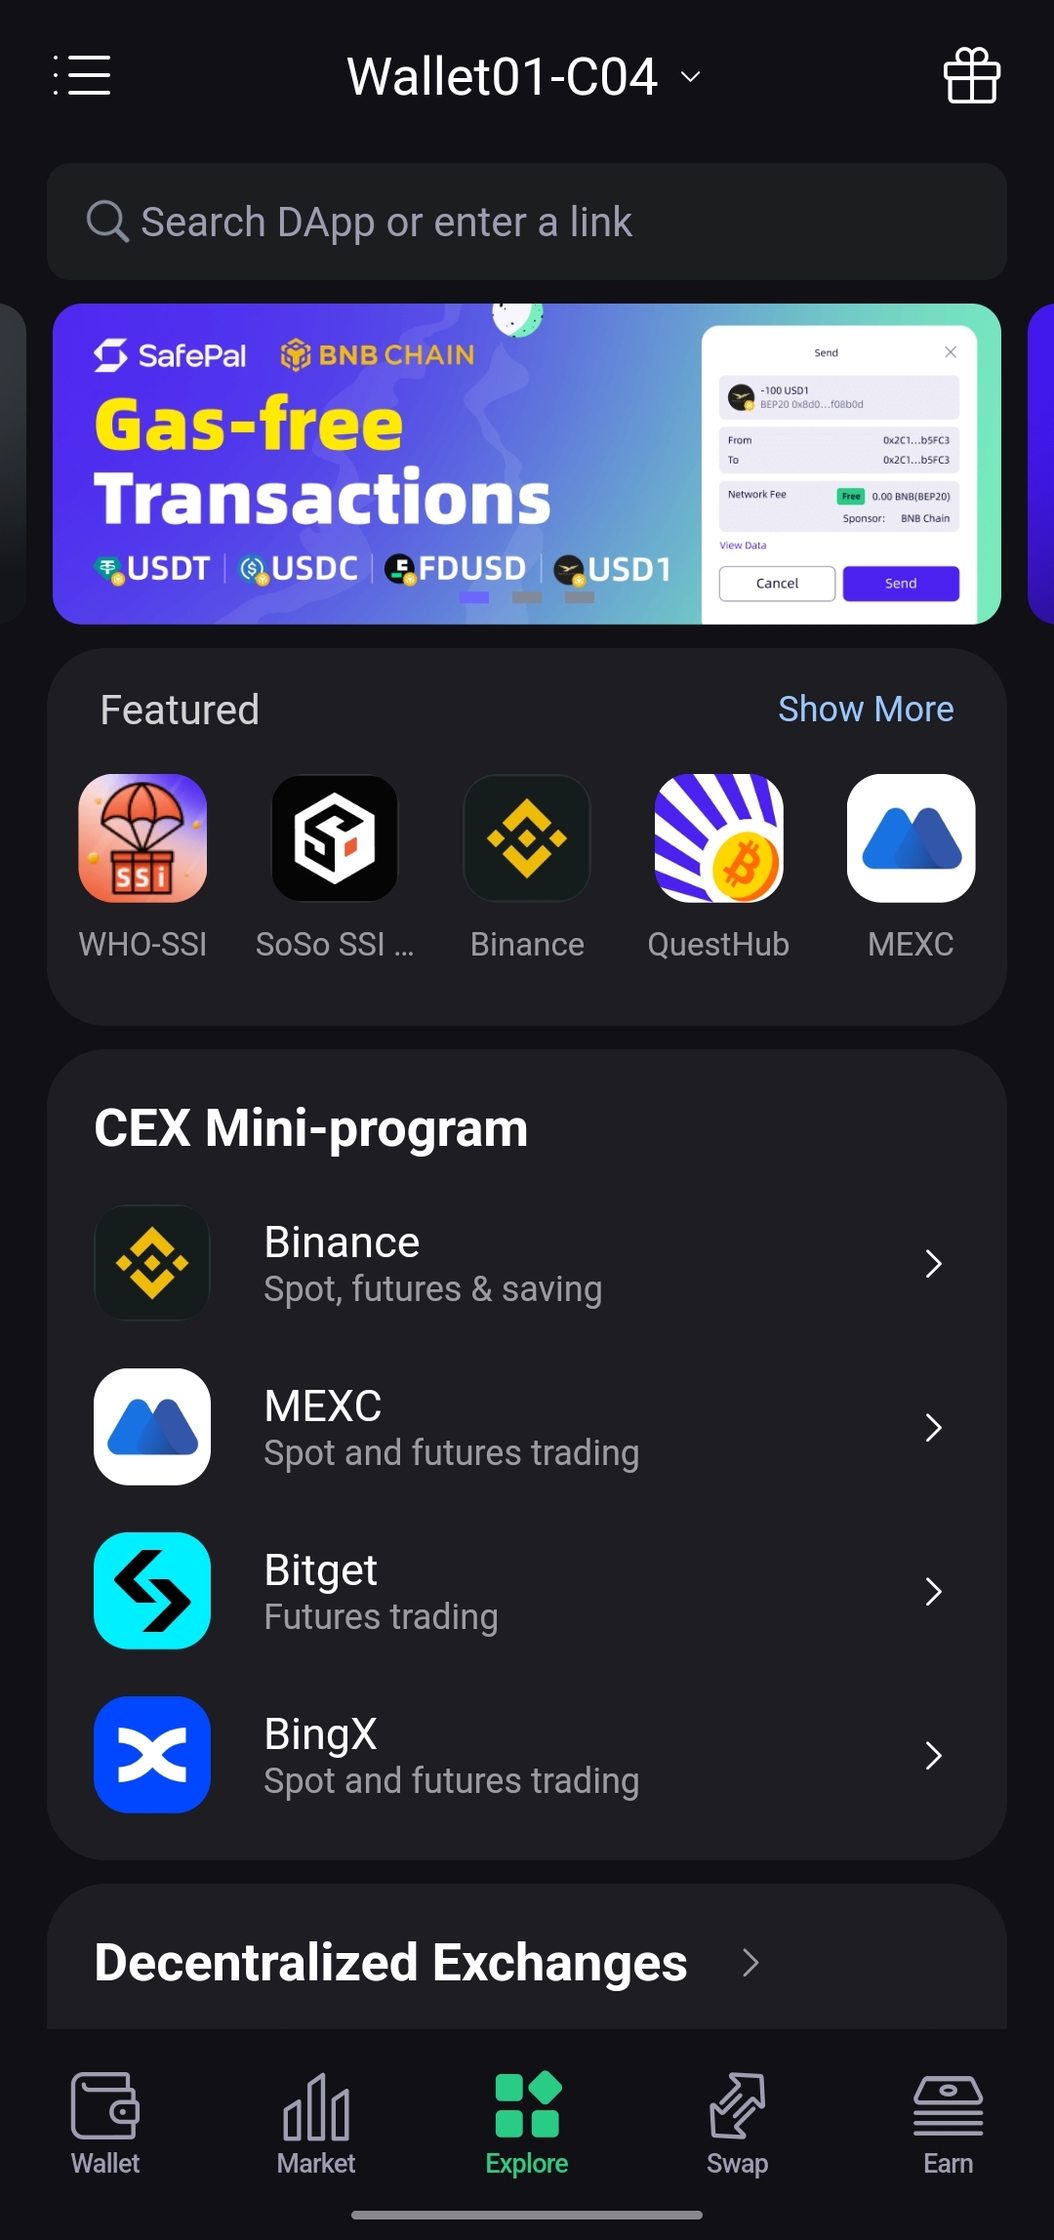 Wallet01-C04
Search DApp or enter a link
SafePal BNB CHAIN
Gas-free
Transactions
USDT USDC FDUSD USD1
Send
-100 USD1
BEP20 0x8d0...f08b0d
From 0x2C1...b5FC3
To 0x2C1...b5FC3
Network Fee Free 0.00 BNB(BEP20)
Sponsor: BNB Chain
View Data
Cancel Send
Featured Show More
SSi
WHO-SSI SoSo SSI ... Binance QuestHub MEXC
CEX Mini-program
Binance
Spot, futures & saving
MEXC
Spot and futures trading
Bitget
Futures trading
BingX
Spot and futures trading
Decentralized Exchanges
Wallet Market Explore Swap Earn